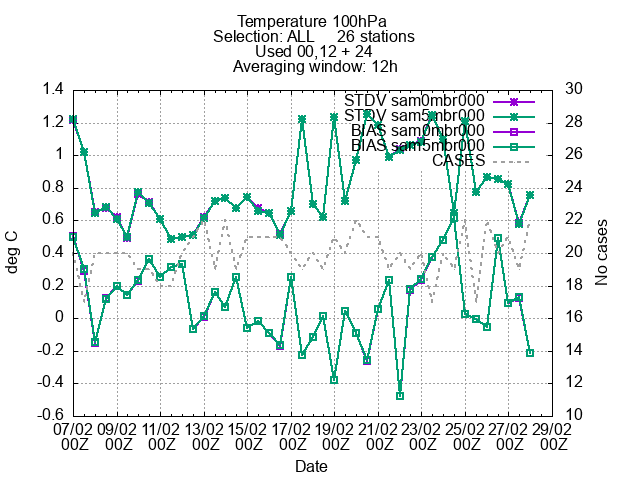 Temperature 100hPa
Selection: ALL 26 stations
Used 00,12 + 24
Averaging window: 12h
STDV sam0mbr000
STDV sam5mbr000
BIAS sam0mbr000
BIAS sam5mbr000
CASES
1.4
1.2
1
0.8
0.6
0.4
0.2
0
-0.2
-0.4
-0.6
deg C
30
28
26
24
22
20
18
16
14
12
10
No cases
07/02 09/02 11/02 13/02 15/02 17/02 19/02 21/02 23/02 25/02 27/02 29/02
00Z 00Z 00Z 00Z 00Z 00Z 00Z 00Z 00Z 00Z 00Z 00Z
Date